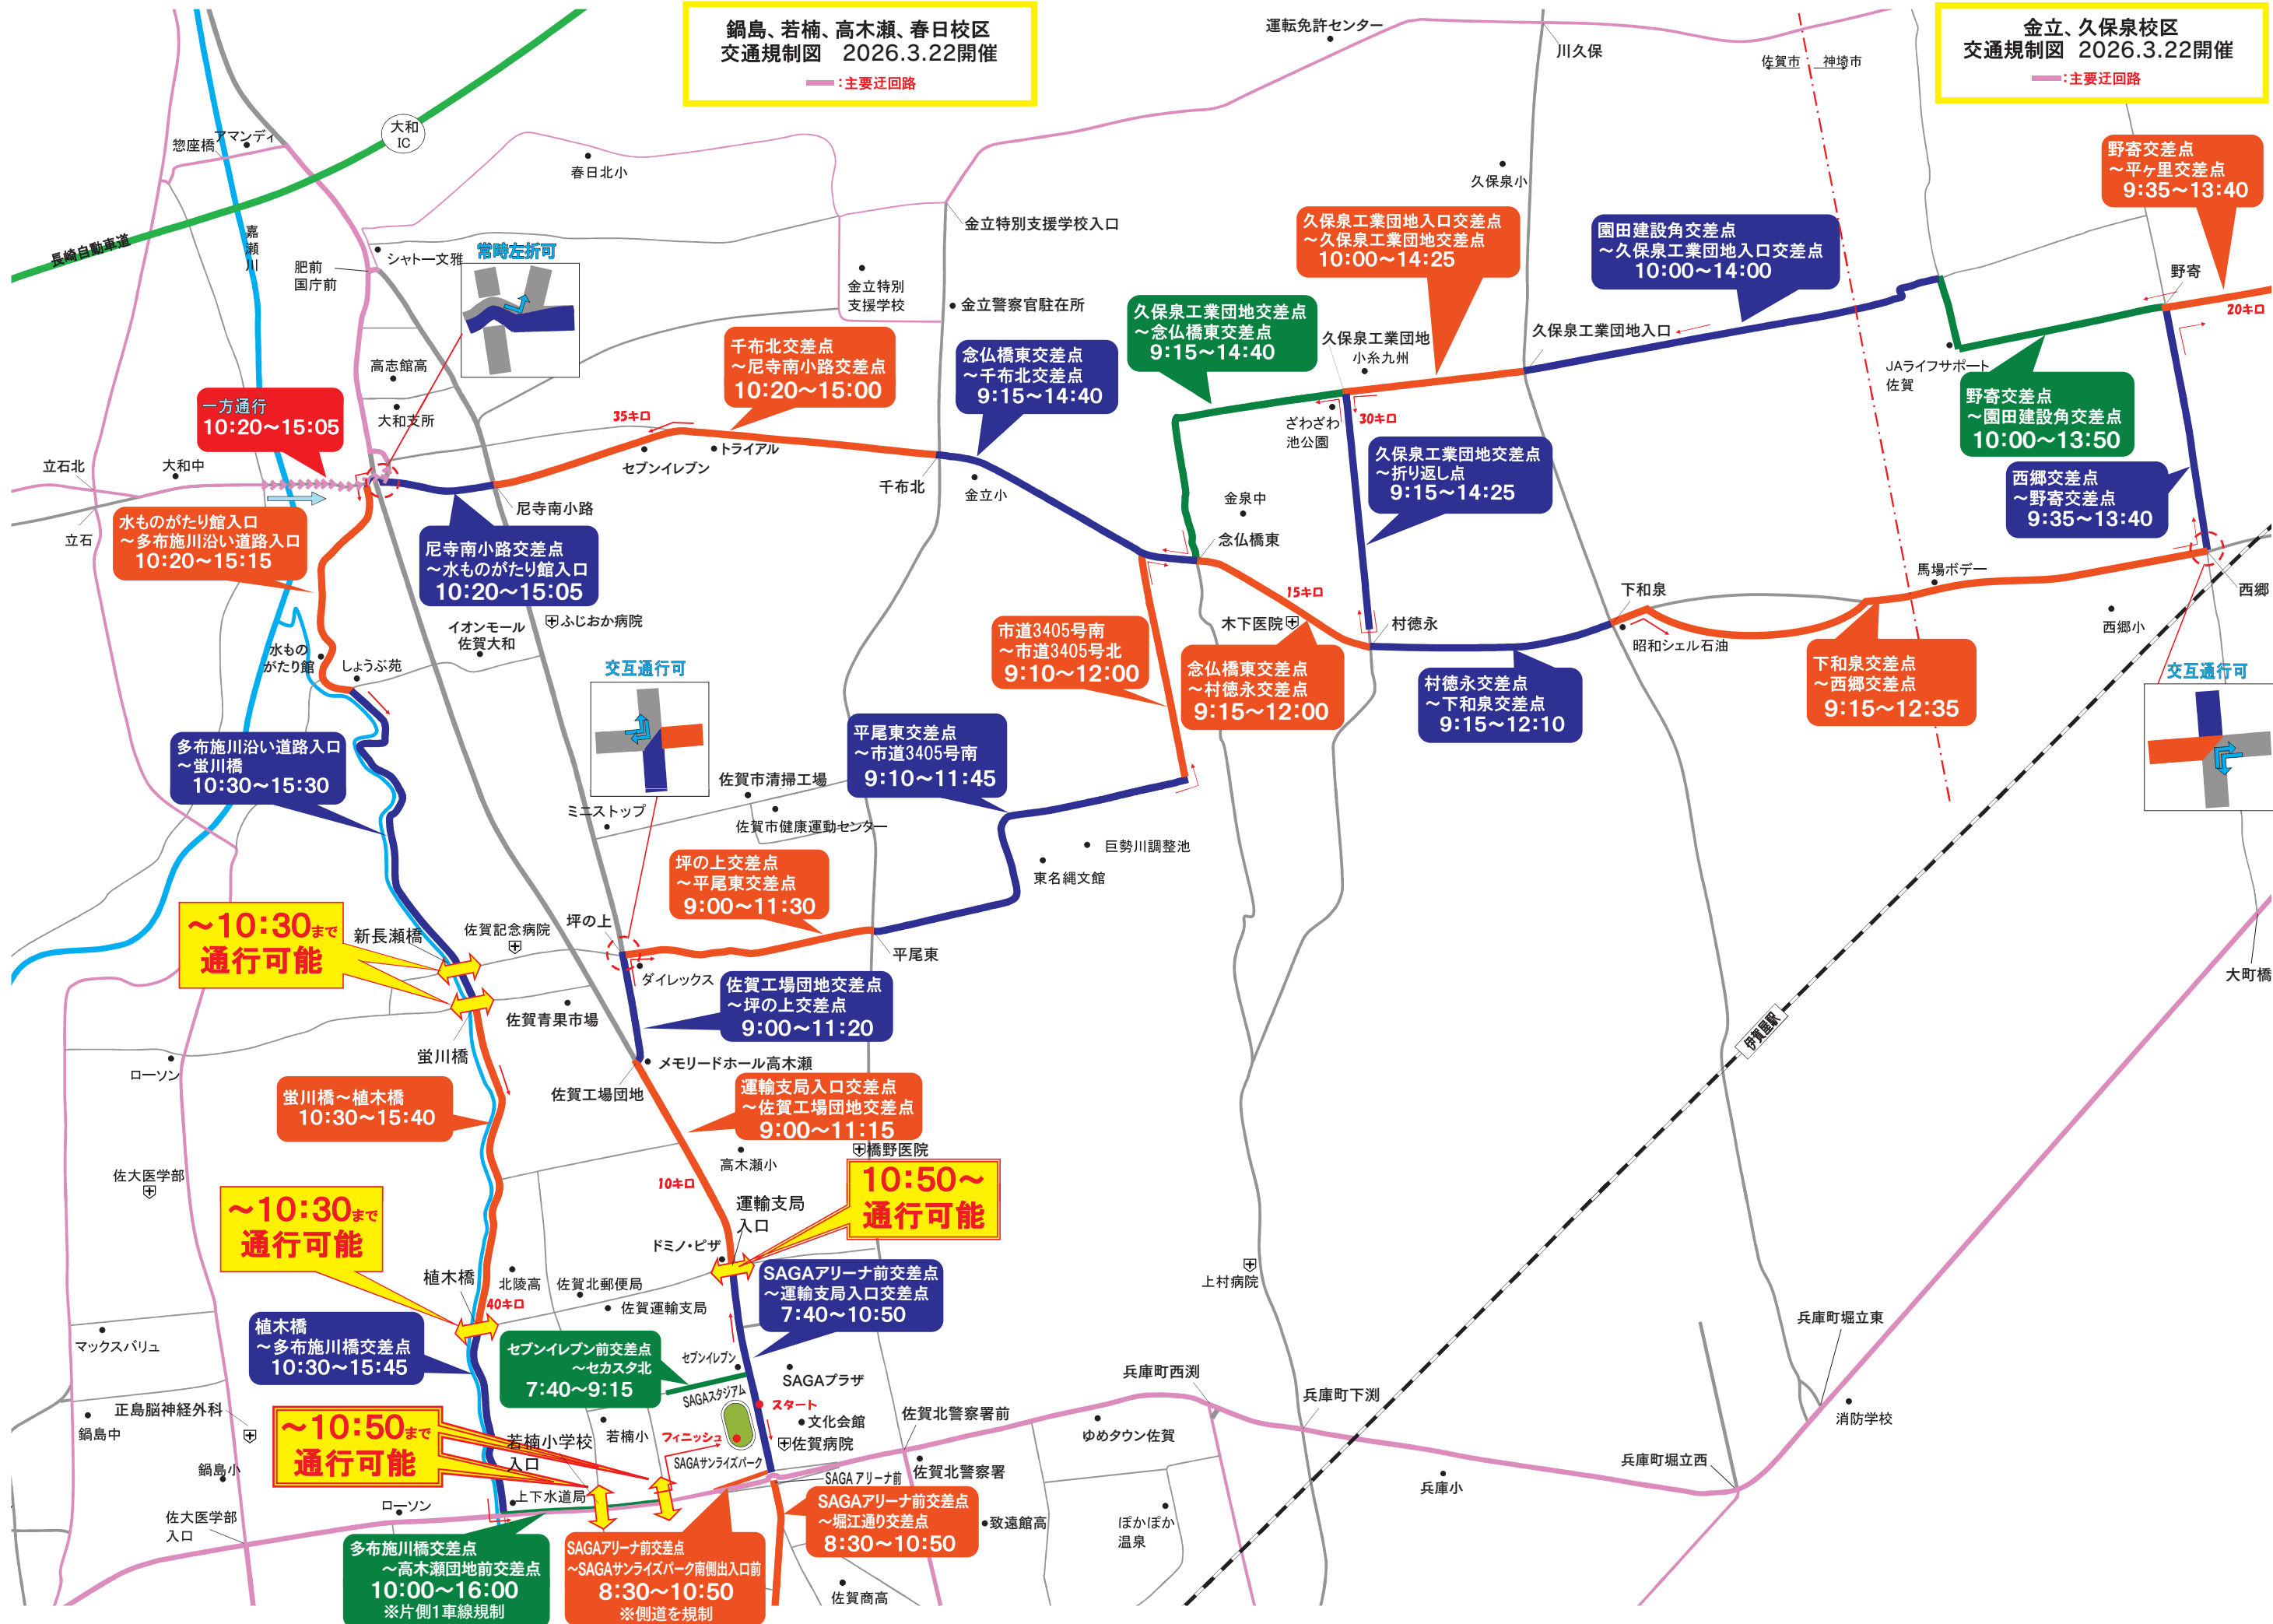 鍋島、若楠、高木瀬、春日校区
交通規制図　2026.3.22開催
:主要迂回路
金立、久保泉校区
交通規制図　2026.3.22開催
:主要迂回路
運転免許センター
川久保
佐賀市
神埼市
大和
IC
アマンディ
惣座橋
長崎自動車道
嘉瀬川
春日北小
久保泉小
金立特別支援学校入口
シャトー文雅
肥前
国庁前
常時左折可
金立特別
支援学校
金立警察官駐在所
野寄交差点
～平ヶ里交差点
9:35～13:40
久保泉工業団地入口交差点
～久保泉工業団地交差点
10:00～14:25
園田建設角交差点
～久保泉工業団地入口交差点
10:00～14:00
野寄
20キロ
久保泉工業団地交差点
～念仏橋東交差点
9:15～14:40
久保泉工業団地
小糸九州
久保泉工業団地入口
JAライフサポート
佐賀
千布北交差点
～尼寺南小路交差点
10:20～15:00
念仏橋東交差点
～千布北交差点
9:15～14:40
高志館高
大和支所
一方通行
10:20～15:05
35キロ
セブンイレブン
トライアル
ざわざわ
池公園
30キロ
野寄交差点
～園田建設角交差点
10:00～13:50
久保泉工業団地交差点
～折り返し点
9:15～14:25
西郷交差点
～野寄交差点
9:35～13:40
立石北
大和中
立石
千布北
金立小
金泉中
尼寺南小路
念仏橋東
水ものがたり館入口
～多布施川沿い道路入口
10:20～15:15
尼寺南小路交差点
～水ものがたり館入口
10:20～15:05
ふじおか病院
イオンモール
佐賀大和
15キロ
木下医院
村徳永
下和泉
昭和シェル石油
馬場ボデー
西郷
西郷小
水もの
がたり館
しょうぶ苑
交互通行可
市道3405号南
～市道3405号北
9:10～12:00
念仏橋東交差点
～村徳永交差点
9:15～12:00
村徳永交差点
～下和泉交差点
9:15～12:10
下和泉交差点
～西郷交差点
9:15～12:35
交互通行可
多布施川沿い道路入口
～蛍川橋
10:30～15:30
平尾東交差点
～市道3405号南
9:10～11:45
佐賀市清掃工場
ミニストップ
佐賀市健康運動センター
巨勢川調整池
東名縄文館
坪の上交差点
～平尾東交差点
9:00～11:30
～10:30まで
通行可能
新長瀬橋
佐賀記念病院
坪の上
平尾東
ダイレックス
佐賀工場団地交差点
～坪の上交差点
9:00～11:20
大町橋
伊賀屋駅
佐賀青果市場
蛍川橋
ローソン
メモリードホール高木瀬
佐賀工場団地
蛍川橋～植木橋
10:30～15:40
運輸支局入口交差点
～佐賀工場団地交差点
9:00～11:15
橋野医院
高木瀬小
佐大医学部
10キロ
運輸支局
入口
10:50～
通行可能
～10:30まで
通行可能
ドミノ・ピザ
植木橋
北陵高
佐賀北郵便局
佐賀運輸支局
40キロ
SAGAアリーナ前交差点
～運輸支局入口交差点
7:40～10:50
上村病院
マックスバリュ
植木橋
～多布施川橋交差点
10:30～15:45
セブンイレブン前交差点
～セカスタ北
7:40～9:15
セブンイレブン
SAGAプラザ
SAGAスタジアム
スタート
兵庫町西渕
兵庫町下渕
兵庫町堀立東
正島脳神経外科
鍋島中
鍋島小
～10:50まで
通行可能
若楠小学校
入口
若楠小
フィニッシュ
文化会館
佐賀病院
SAGAサンライズパーク
佐賀北警察署前
佐賀北警察署
SAGAアリーナ前
ゆめタウン佐賀
消防学校
兵庫町堀立西
兵庫小
佐大医学部
入口
ローソン
上下水道局
多布施川橋交差点
～高木瀬団地前交差点
10:00～16:00
※片側1車線規制
SAGAアリーナ前交差点
～SAGAサンライズパーク南側出入口前
8:30～10:50
※側道を規制
SAGAアリーナ前交差点
～堀江通り交差点
8:30～10:50
致遠館高
ぽかぽか
温泉
佐賀商高